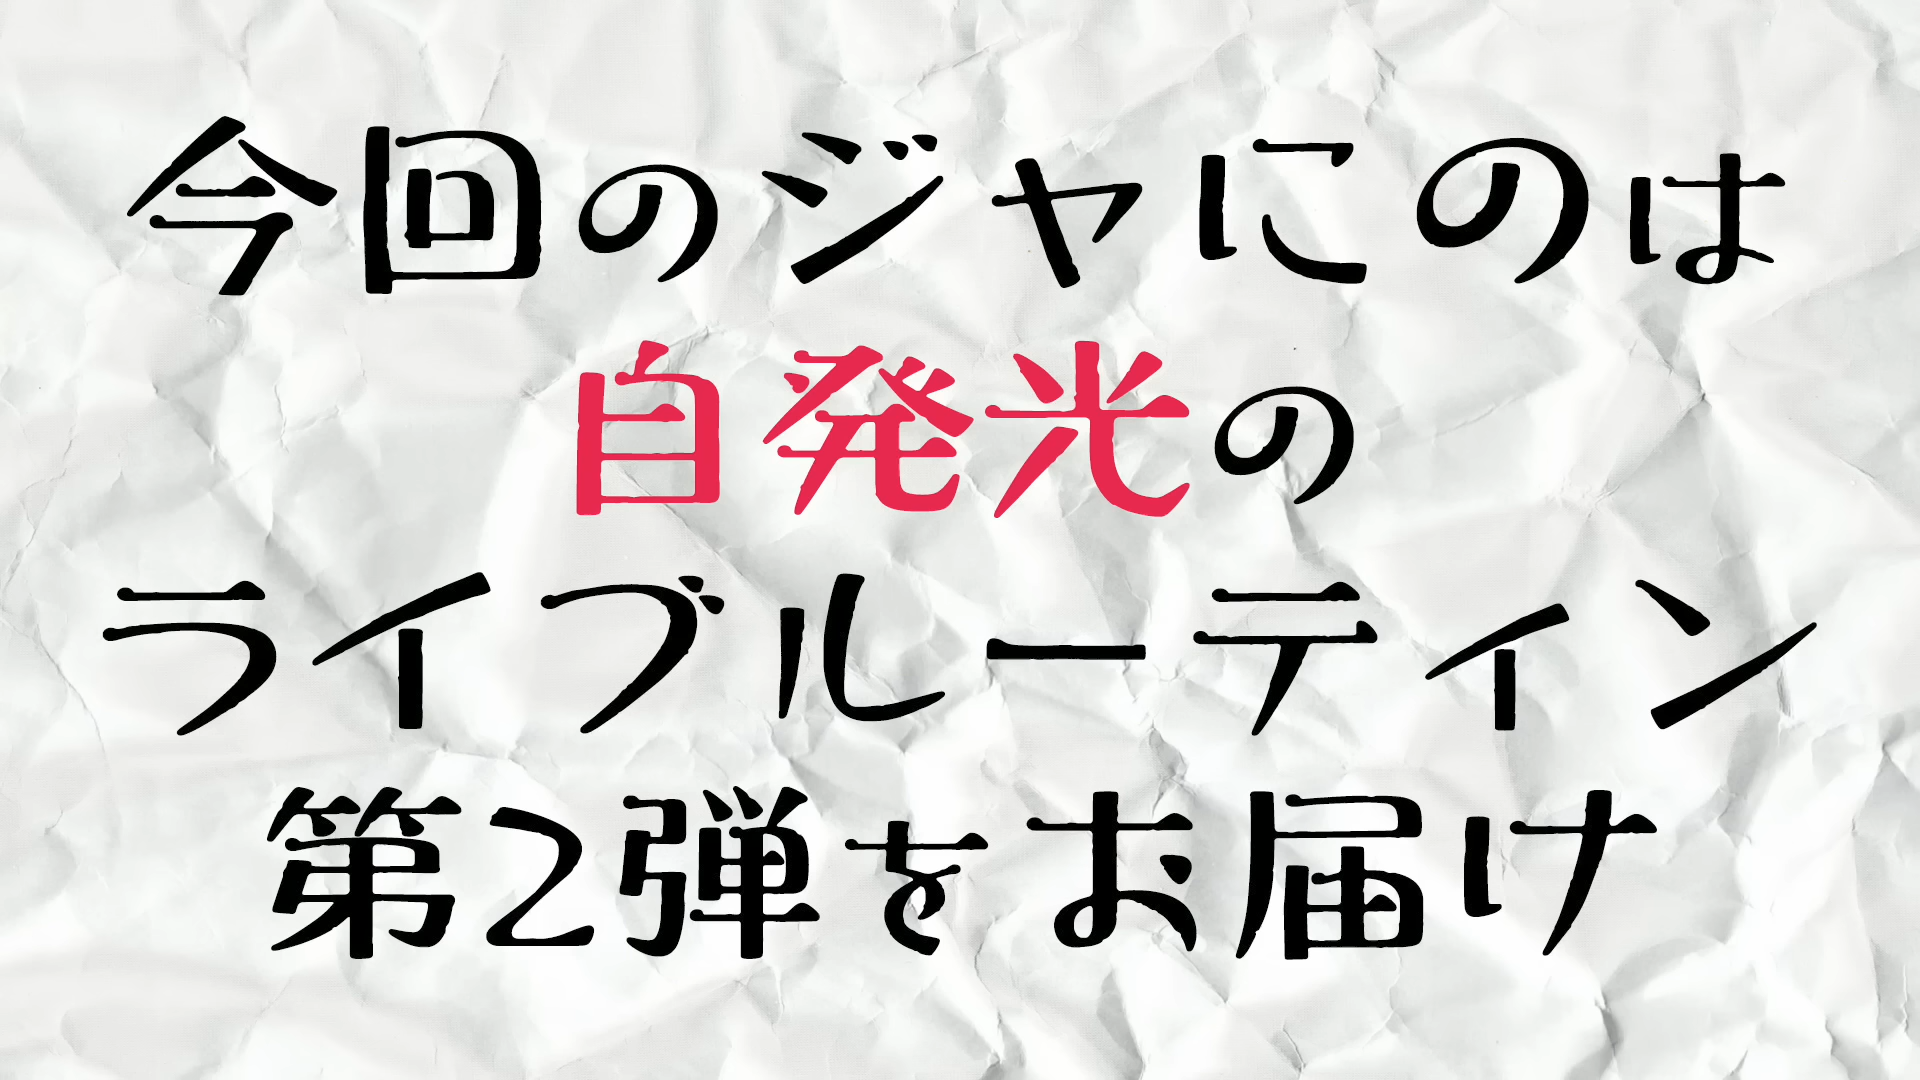 今回のジャにのは
自発光の
ライブルーティン
第2弾をお届け